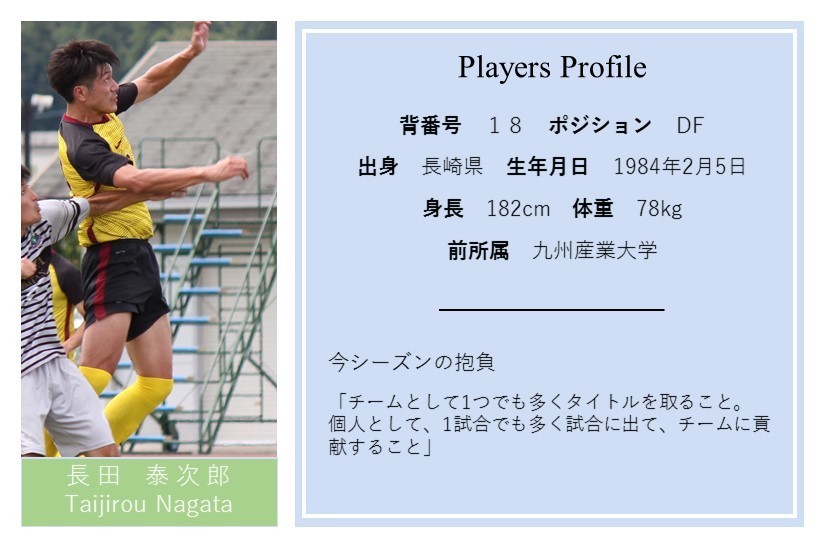 Players Profile
背番号　１８　ポジション　DF
出身　長崎県　生年月日　1984年2月5日
身長　182cm　体重　78kg
前所属　九州産業大学
今シーズンの抱負
「チームとして1つでも多くタイトルを取ること。
個人として、1試合でも多く試合に出て、チームに貢
献すること」
長田　泰次郎
Taijirou Nagata